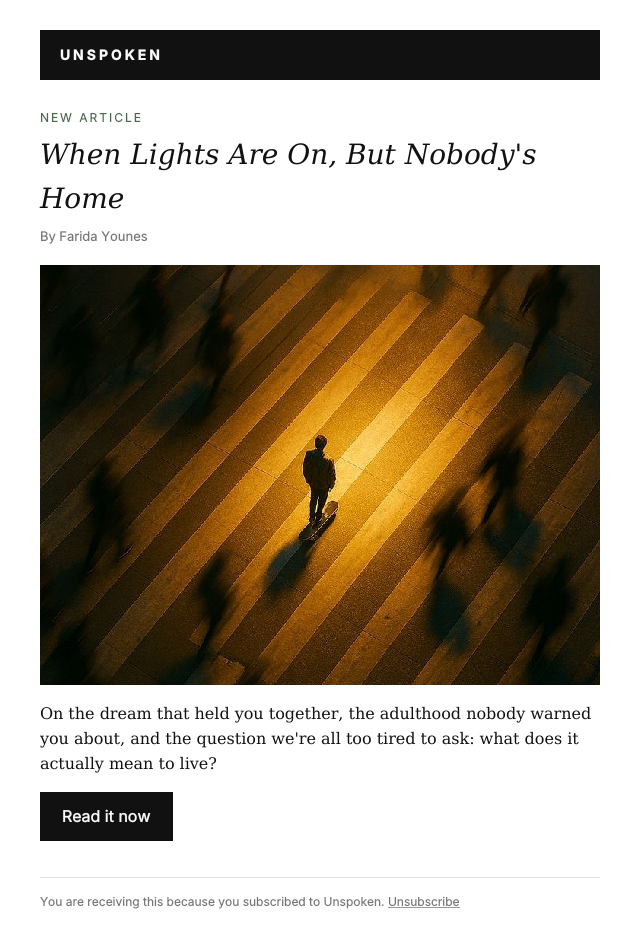 UNSPOKEN
NEW ARTICLE
When Lights Are On, But Nobody's
Home
By Farida Younes
On the dream that held you together, the adulthood nobody warned
you about, and the question we're all too tired to ask: what does it
actually mean to live?
Read it now
You are receiving this because you subscribed to Unspoken. Unsubscribe